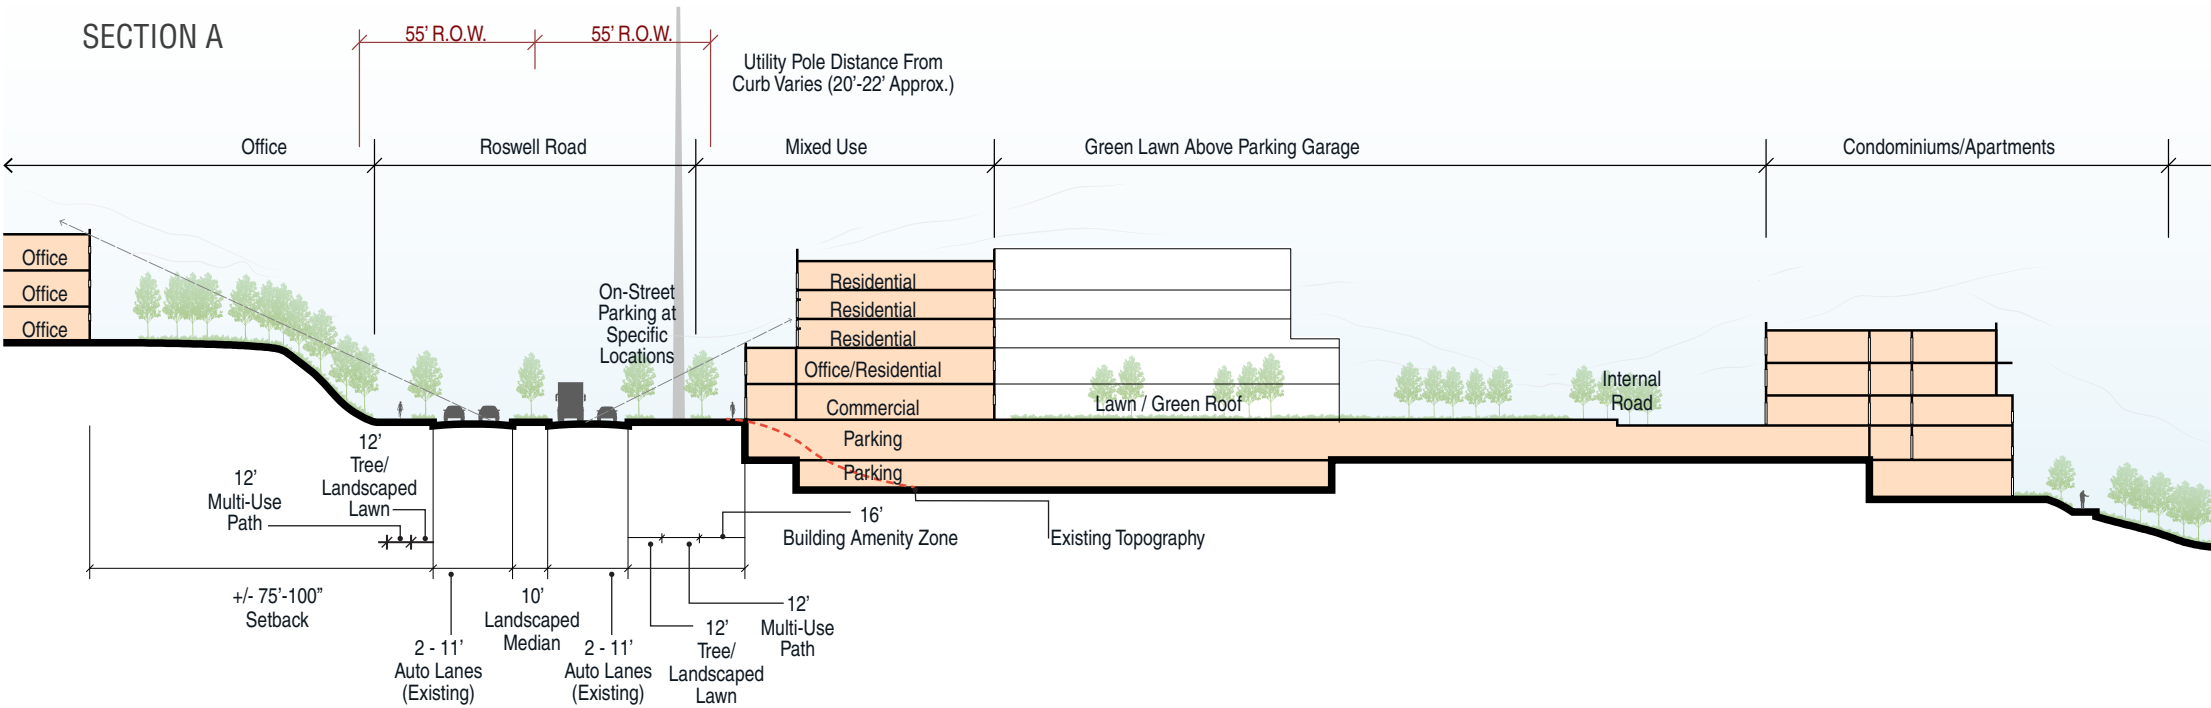 SECTION A
55' R.O.W.
55' R.O.W.
Utility Pole Distance From
Curb Varies (20'-22' Approx.)
Office
Roswell Road
Mixed Use
Green Lawn Above Parking Garage
Condominiums/Apartments
Office
Office
Office
On-Street
Parking at
Specific
Locations
Residential
Residential
Residential
Office/Residential
Commercial
Parking
Parking
Lawn / Green Roof
Internal
Road
12'
Multi-Use
Path
12'
Tree/
Landscaped
Lawn
16'
Building Amenity Zone
Existing Topography
+/- 75'-100"
Setback
2 - 11'
Auto Lanes
(Existing)
10'
Landscaped
Median
2 - 11'
Auto Lanes
(Existing)
12'
Tree/
Landscaped
Lawn
12'
Multi-Use
Path